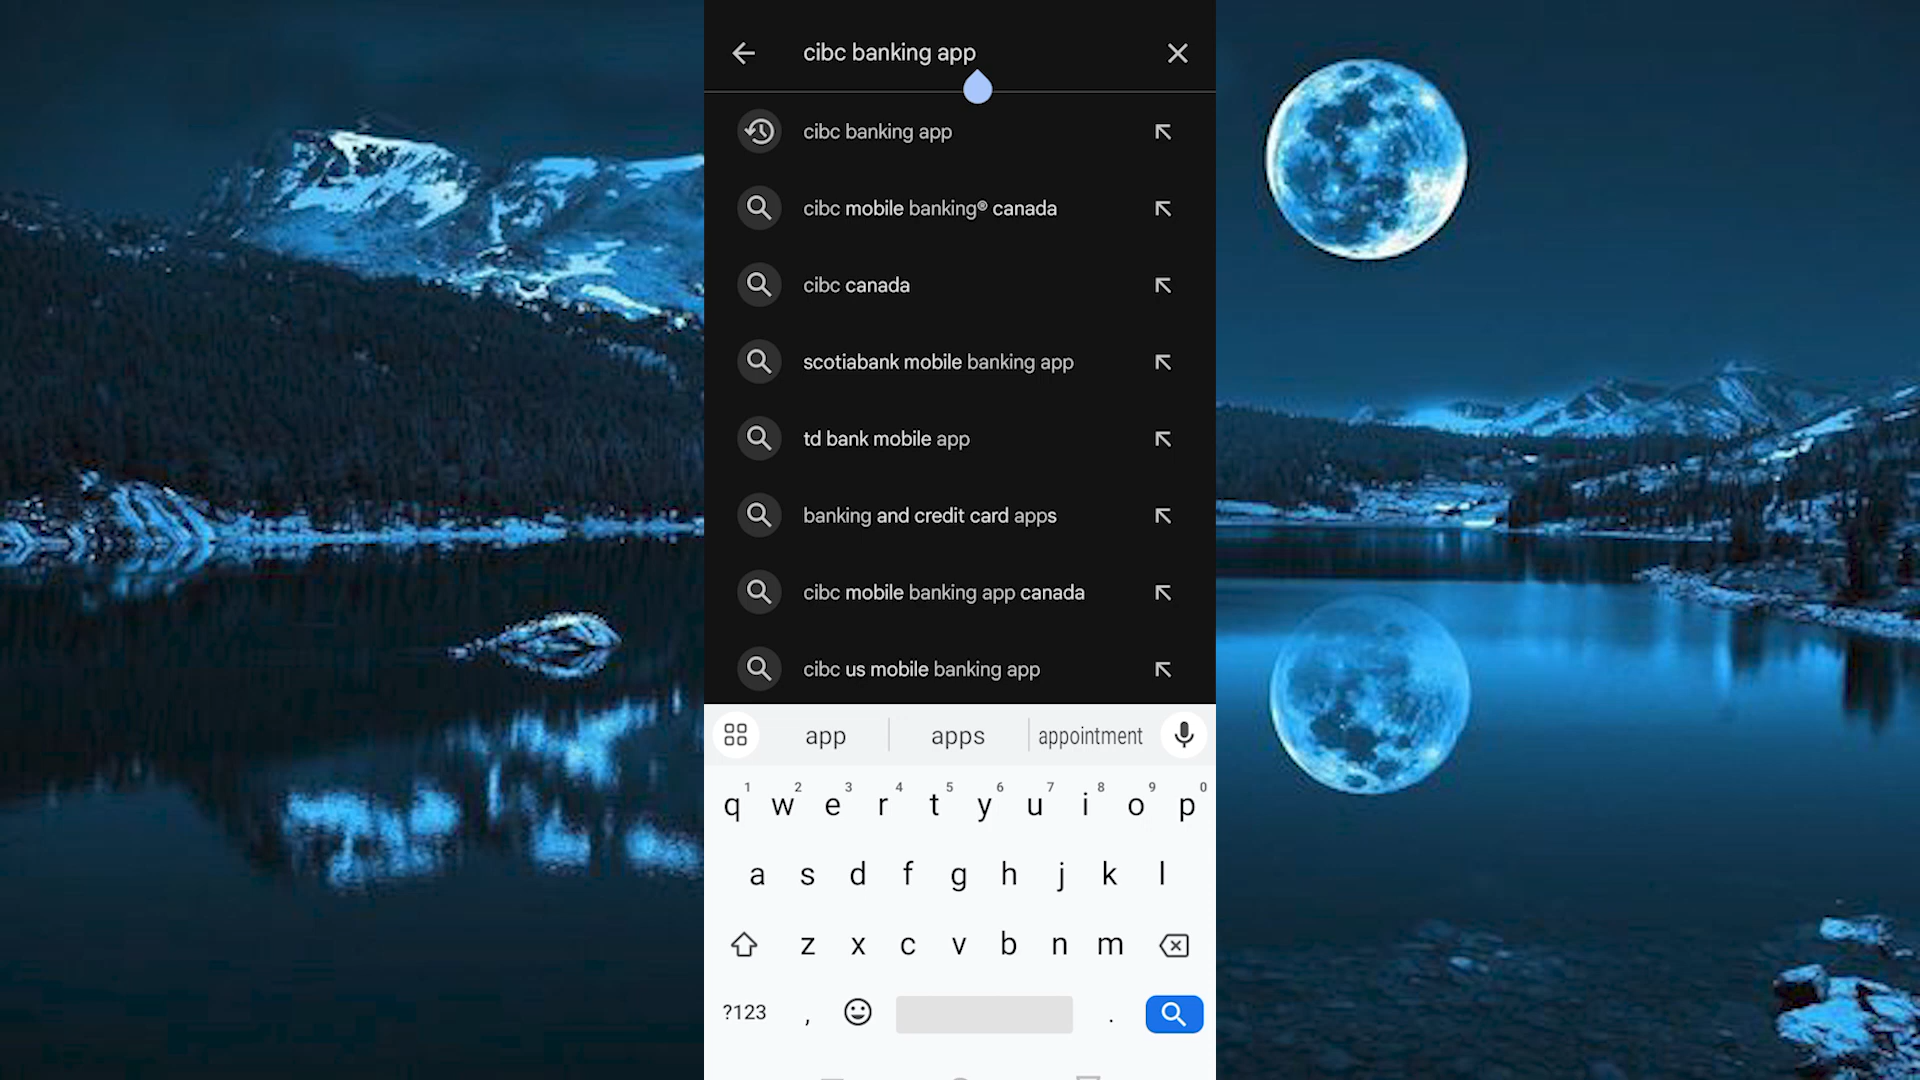 cibc banking app
cibc banking app
cibc mobile banking® canada
cibc canada
scotiabank mobile banking app
td bank mobile app
banking and credit card apps
cibc mobile banking app canada
cibc us mobile banking app
app apps appointment
1 2 3 4 5 6 7 8 9 0
q w e r t y u i o p
a s d f g h j k l
z x c v b n m
?123 , .